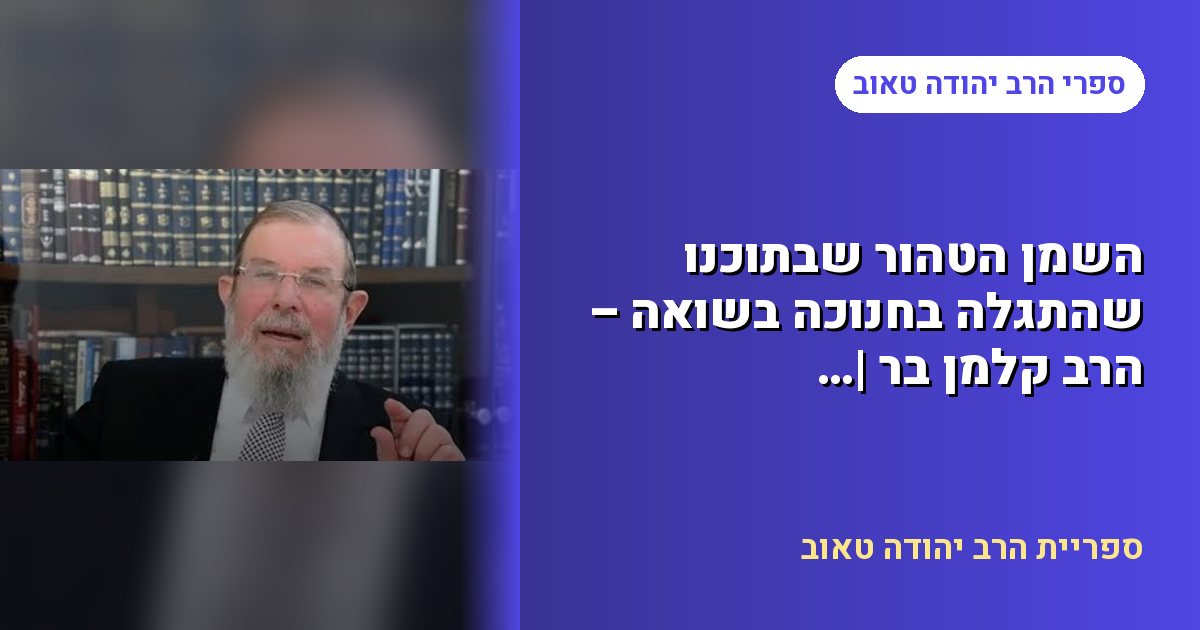 ספרי הרב יהודה טאוב
השמן הטהור שבתוכנו
שהתגלה בחנוכה בשואה –
הרב קלמן בר |...
ספריית הרב יהודה טאוב